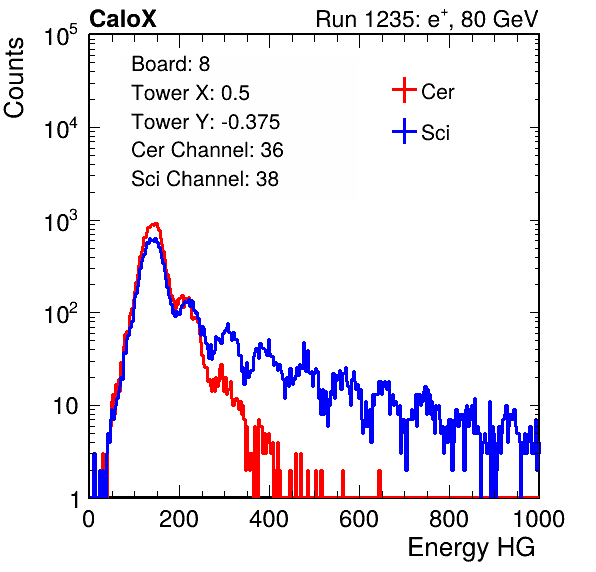 CaloX Run 1235: e⁺, 80 GeV
Counts
Board: 8
Tower X: 0.5
Tower Y: -0.375
Cer Channel: 36
Sci Channel: 38
Cer
Sci
10⁵
10⁴
10³
10²
10
1
0 200 400 600 800 1000
Energy HG